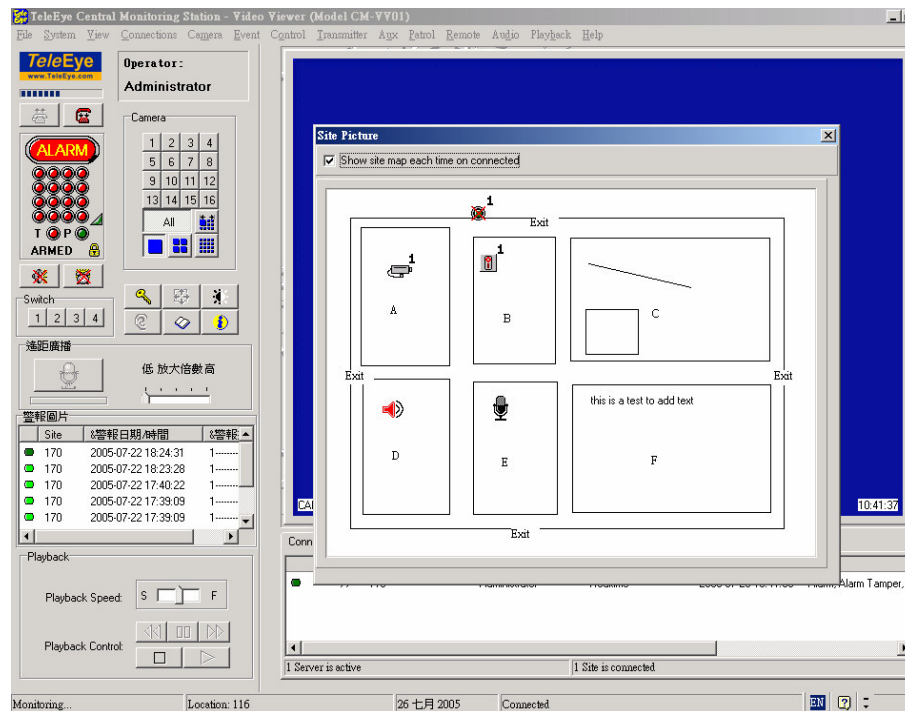 TeleEye Central Monitoring Station - Video Viewer (Model CM-VV01)
File System View Connections Camera Event Control Transmitter Aux Patrol Remote Audio Playback Help
TeleEye
www.TeleEye.com
Operator:
Administrator
ALARM
T P
ARMED
Camera
1 2 3 4
5 6 7 8
9 10 11 12
13 14 15 16
All
Switch
1 2 3 4
遙距廣播
低 放大倍數高
警報圖片
Site &警報日期/時間 &警報
170 2005-07-22 18:24:31 1-------
170 2005-07-22 18:23:28 1-------
170 2005-07-22 17:40:22 1-------
170 2005-07-22 17:39:09 1-------
170 2005-07-22 17:39:09 1-------
Playback
Playback Speed: S F
Playback Control:
Site Picture
Show site map each time on connected
1
Exit
1
1
A
B
C
Exit
Exit
this is a test to add text
D
E
F
Exit
CA
10:41:37
Conn
Alarm, Alarm Tamper,
1 Server is active
1 Site is connected
Monitoring...
Location: 116
26 七月 2005
Connected
EN